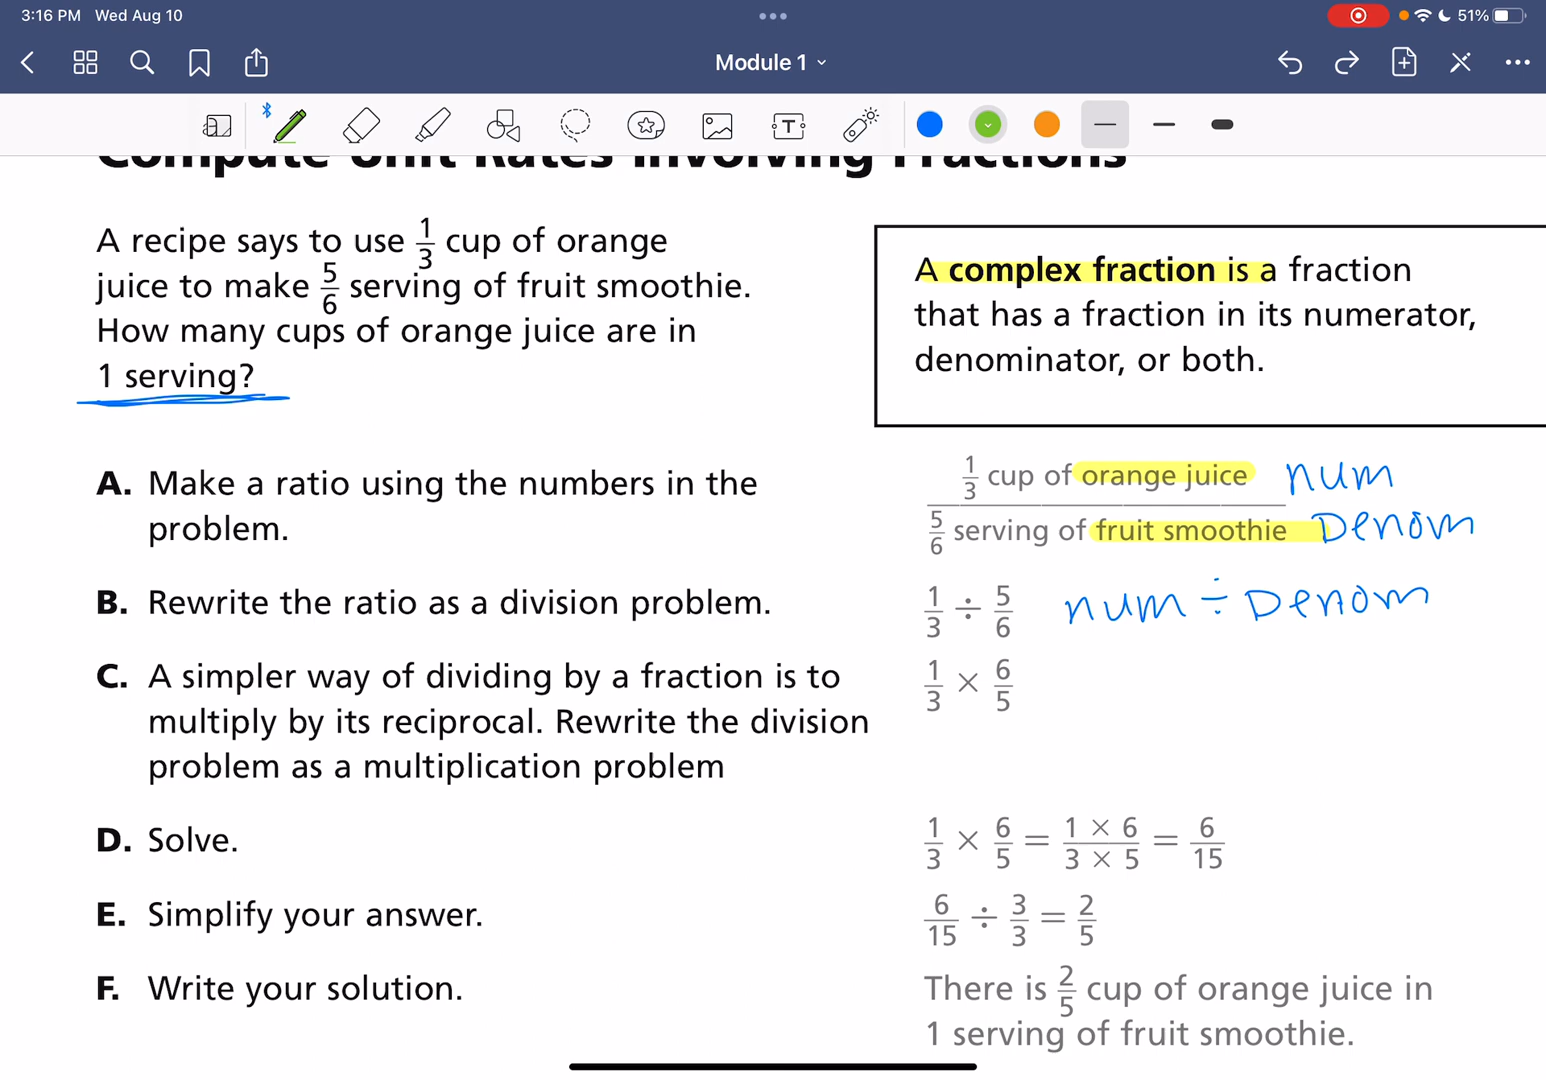 3:16 PM Wed Aug 10
51%
Module 1
Compute Unit Rates Involving Fractions
A recipe says to use 1/3 cup of orange
juice to make 5/6 serving of fruit smoothie.
How many cups of orange juice are in
1 serving?
A complex fraction is a fraction
that has a fraction in its numerator,
denominator, or both.
A. Make a ratio using the numbers in the
problem.
1/3 cup of orange juice num
5/6 serving of fruit smoothie Denom
B. Rewrite the ratio as a division problem.
1/3 ÷ 5/6 num ÷ Denom
C. A simpler way of dividing by a fraction is to
multiply by its reciprocal. Rewrite the division
problem as a multiplication problem
1/3 × 6/5
D. Solve.
1/3 × 6/5 = 1 × 6/3 × 5 = 6/15
E. Simplify your answer.
6/15 ÷ 3/3 = 2/5
F. Write your solution.
There is 2/5 cup of orange juice in
1 serving of fruit smoothie.